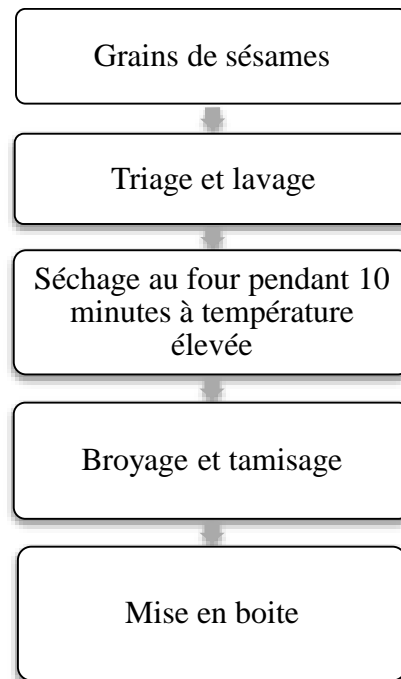 Grains de sésames
Triage et lavage
Séchage au four pendant 10
minutes à température
élevée
Broyage et tamisage
Mise en boite